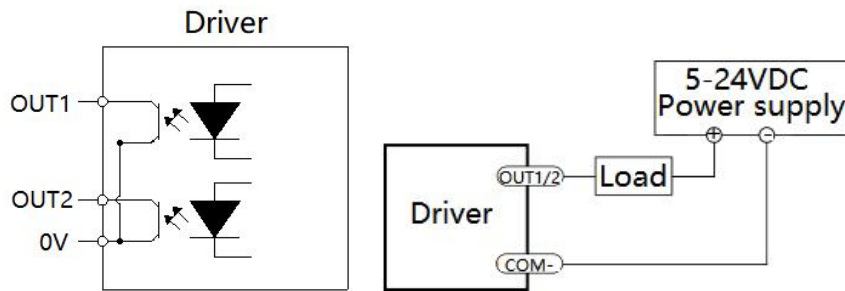 Driver
OUT1
OUT2
0V
5-24VDC
Power supply
+ -
OUT1/2
Load
Driver
COM-